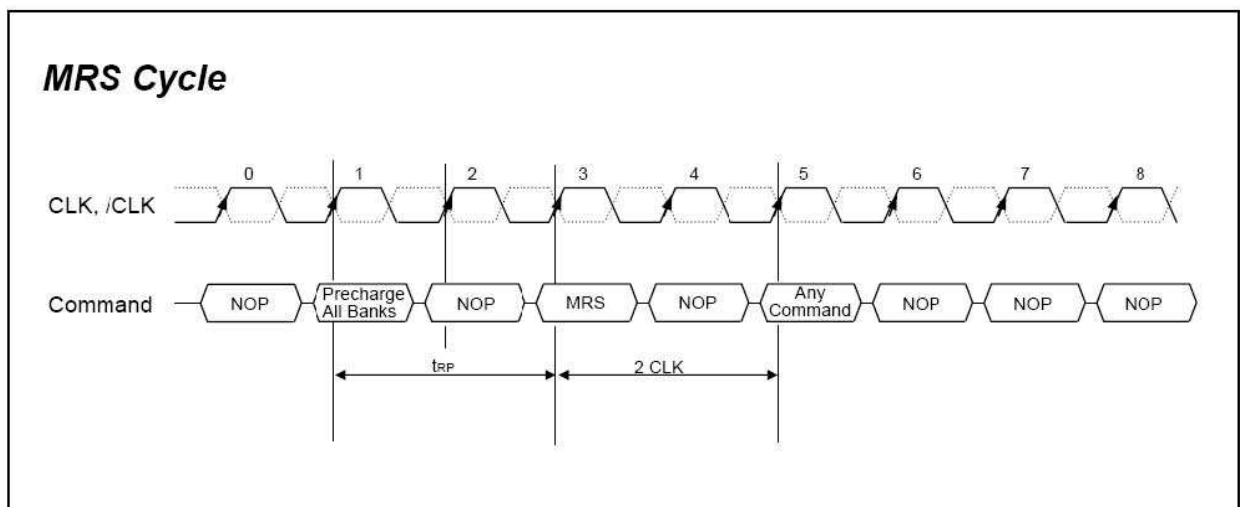 MRS Cycle
0 1 2 3 4 5 6 7 8
CLK, /CLK
Command
NOP
Precharge
All Banks
NOP
MRS
NOP
Any
Command
NOP
NOP
NOP
tRP
2 CLK